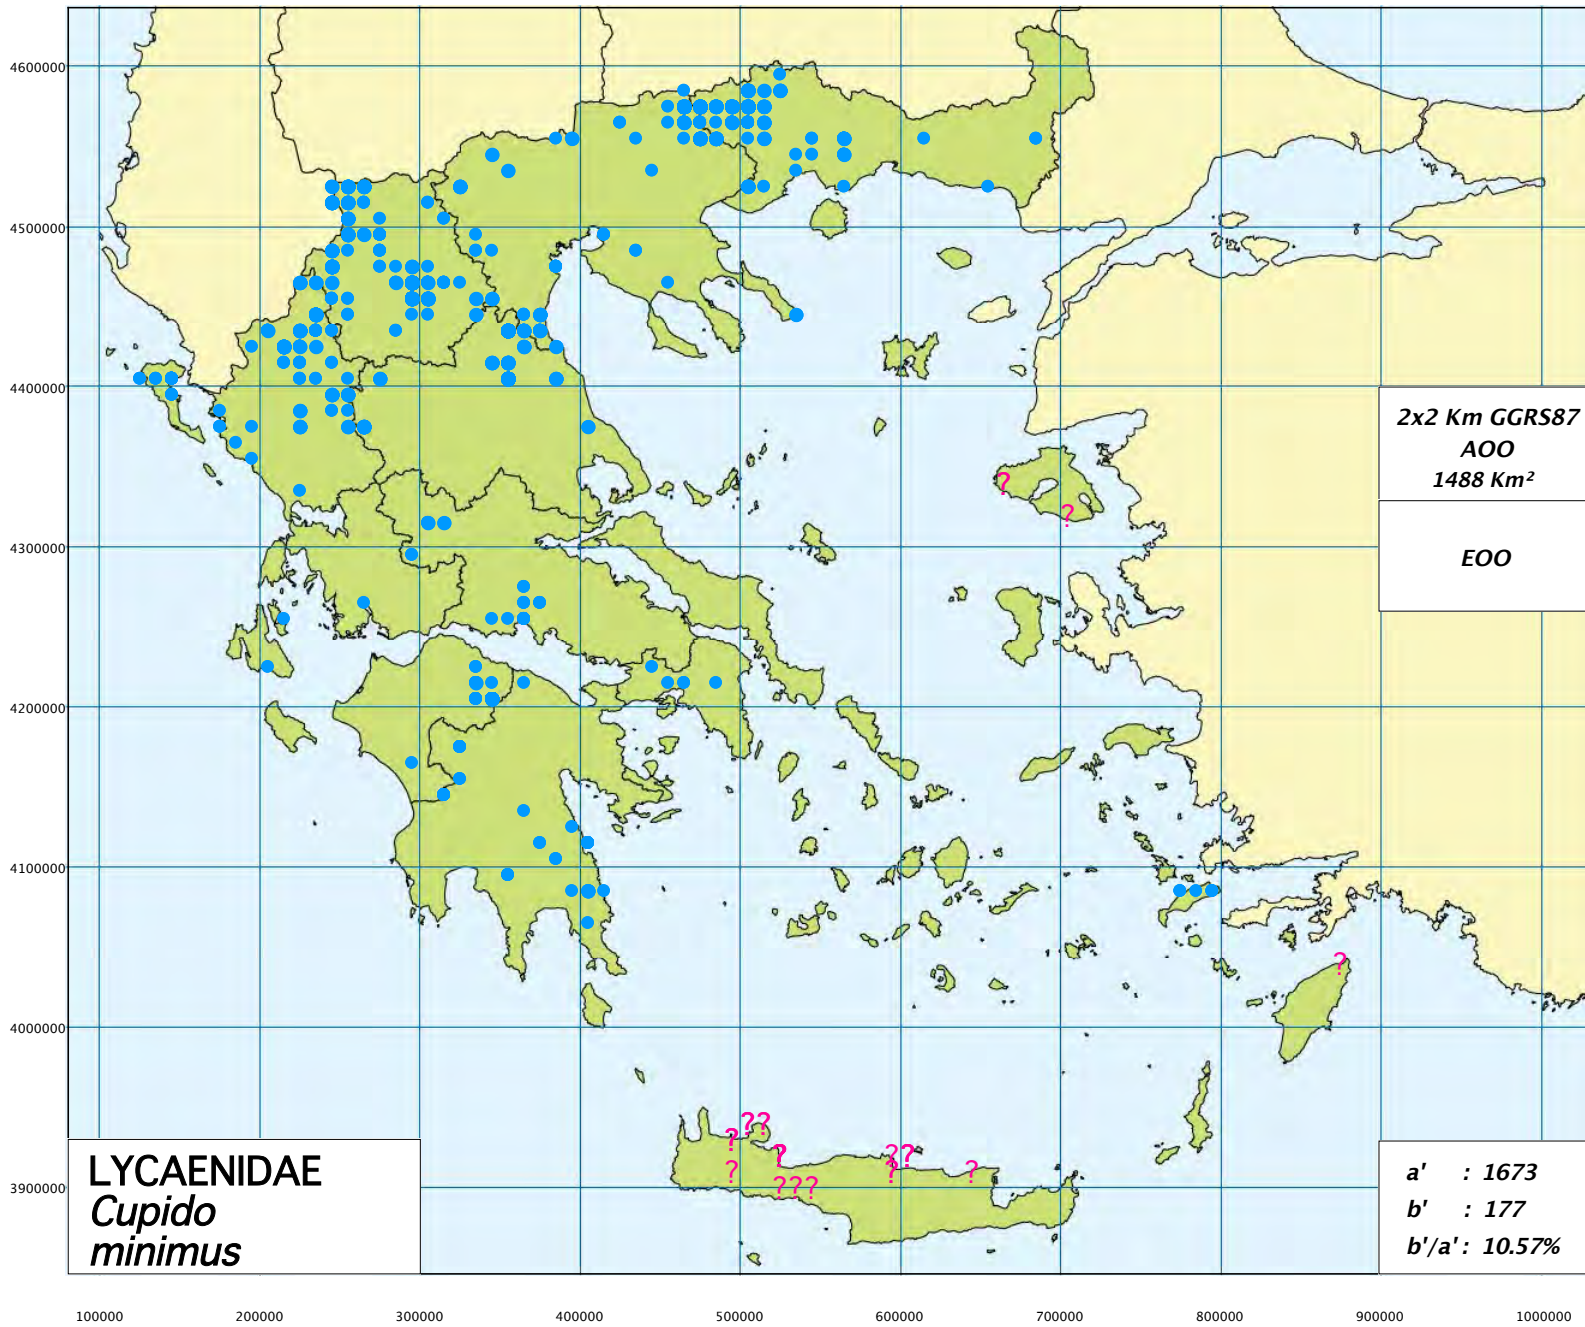 4600000
4500000
4400000
4300000
4200000
4100000
4000000
3900000
2x2 Km GGRS87
AOO
1488 Km²
EOO
?
?
?
??
?
?
?
??
?
?
?
???
LYCAENIDAE
Cupido
minimus
a' : 1673
b' : 177
b'/a' : 10.57%
100000 200000 300000 400000 500000 600000 700000 800000 900000 1000000